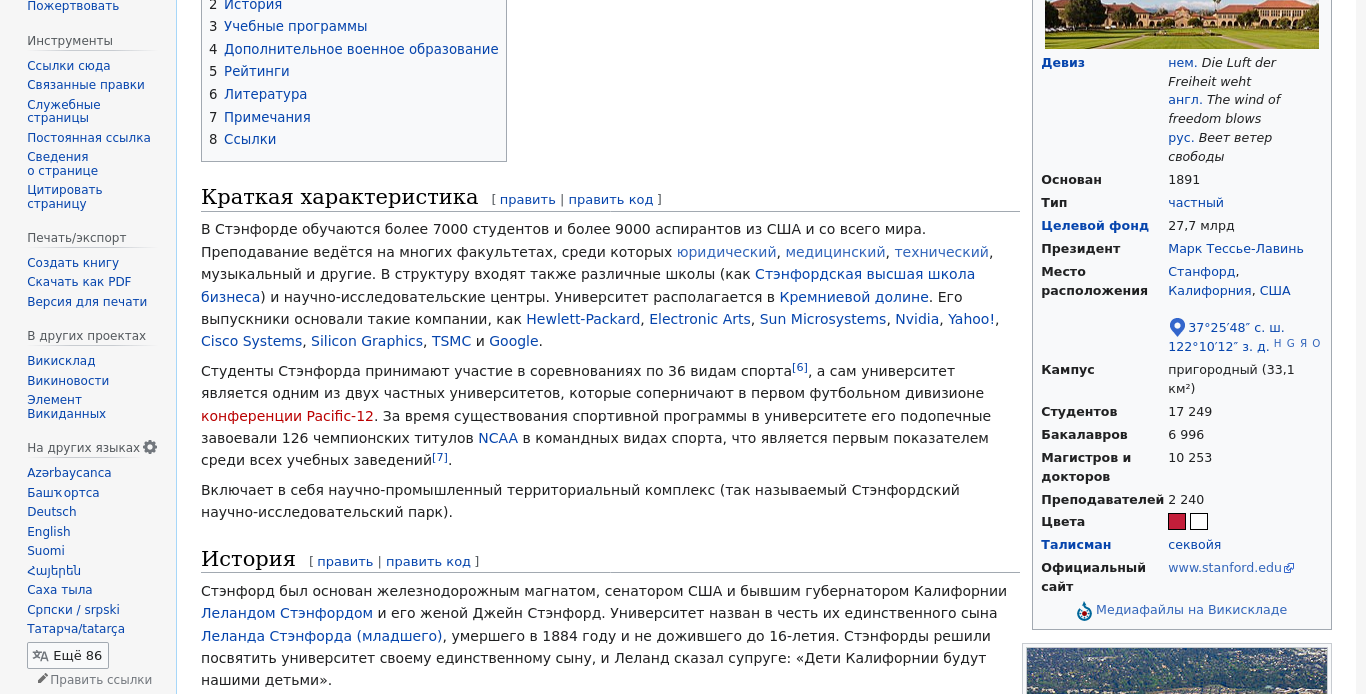 Пожертвовать
Инструменты
Ссылки сюда
Связанные правки
Служебные
страницы
Постоянная ссылка
Сведения
о странице
Цитировать
страницу
Печать/экспорт
Создать книгу
Скачать как PDF
Версия для печати
В других проектах
Викисклад
Викиновости
Элемент
Викиданных
На других языках
Azərbaycanca
Башҡортса
Deutsch
English
Suomi
Հայերեն
Саха тыла
Српски / srpski
Татарча/tatarça
Ещё 86
Править ссылки
2 История
3 Учебные программы
4 Дополнительное военное образование
5 Рейтинги
6 Литература
7 Примечания
8 Ссылки
Краткая характеристика [ править | править код ]
В Стэнфорде обучаются более 7000 студентов и более 9000 аспирантов из США и со всего мира.
Преподавание ведётся на многих факультетах, среди которых юридический, медицинский, технический,
музыкальный и другие. В структуру входят также различные школы (как Стэнфордская высшая школа
бизнеса) и научно-исследовательские центры. Университет располагается в Кремниевой долине. Его
выпускники основали такие компании, как Hewlett-Packard, Electronic Arts, Sun Microsystems, Nvidia, Yahoo!,
Cisco Systems, Silicon Graphics, TSMC и Google.
Студенты Стэнфорда принимают участие в соревнованиях по 36 видам спорта[6], а сам университет
является одним из двух частных университетов, которые соперничают в первом футбольном дивизионе
конференции Pacific-12. За время существования спортивной программы в университете его подопечные
завоевали 126 чемпионских титулов NCAA в командных видах спорта, что является первым показателем
среди всех учебных заведений[7].
Включает в себя научно-промышленный территориальный комплекс (так называемый Стэнфордский
научно-исследовательский парк).
История [ править | править код ]
Стэнфорд был основан железнодорожным магнатом, сенатором США и бывшим губернатором Калифорнии
Леландом Стэнфордом и его женой Джейн Стэнфорд. Университет назван в честь их единственного сына
Леланда Стэнфорда (младшего), умершего в 1884 году и не дожившего до 16-летия. Стэнфорды решили
посвятить университет своему единственному сыну, и Леланд сказал супруге: «Дети Калифорнии будут
нашими детьми».
Девиз нем. Die Luft der
Freiheit weht
англ. The wind of
freedom blows
рус. Веет ветер
свободы
Основан 1891
Тип частный
Целевой фонд 27,7 млрд
Президент Марк Тессье-Лавинь
Место Станфорд,
расположения Калифорния, США
37°25′48″ с. ш.
122°10′12″ з. д. H G Я O
Кампус пригородный (33,1
км²)
Студентов 17 249
Бакалавров 6 996
Магистров и 10 253
докторов
Преподавателей 2 240
Цвета
Талисман секвойя
Официальный www.stanford.edu
сайт
Медиафайлы на Викискладе